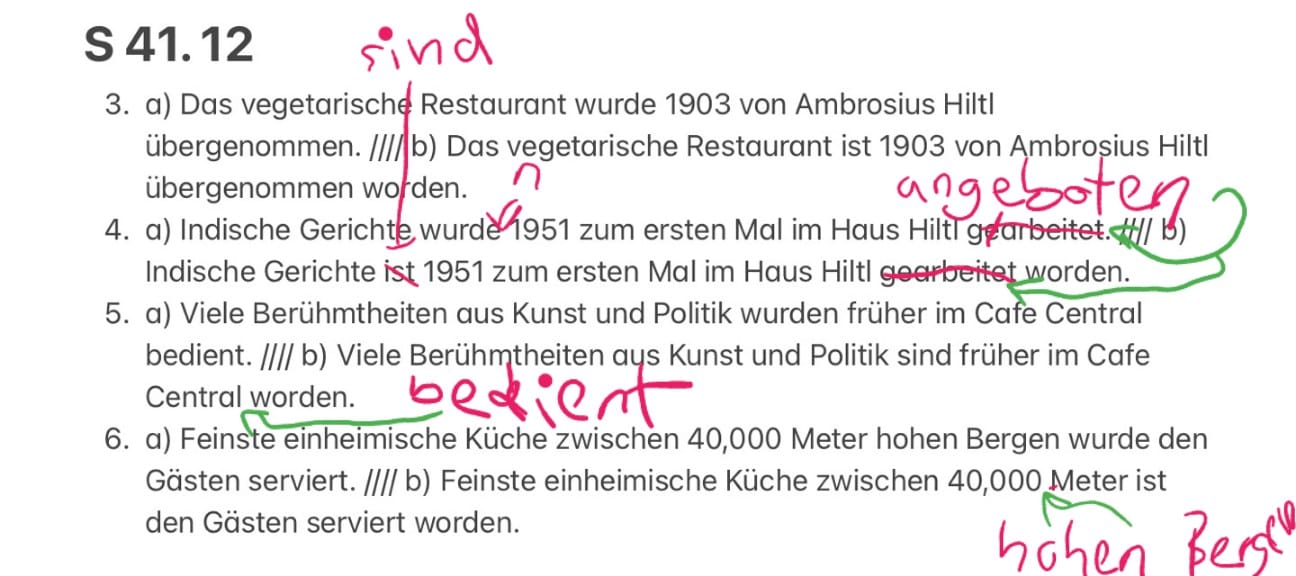 S 41. 12
sind
3. a) Das vegetarische Restaurant wurde 1903 von Ambrosius Hiltl
übergenommen. //// b) Das vegetarische Restaurant ist 1903 von Ambrosius Hiltl
übergenommen worden.
n
angeboten
4. a) Indische Gerichte wurde 1951 zum ersten Mal im Haus Hiltl gearbeitet. //// b)
Indische Gerichte ist 1951 zum ersten Mal im Haus Hiltl gearbeitet worden.
5. a) Viele Berühmtheiten aus Kunst und Politik wurden früher im Cafe Central
bedient. //// b) Viele Berühmtheiten aus Kunst und Politik sind früher im Cafe
Central worden.
bedient
6. a) Feinste einheimische Küche zwischen 40,000 Meter hohen Bergen wurde den
Gästen serviert. //// b) Feinste einheimische Küche zwischen 40,000 Meter ist
den Gästen serviert worden.
hohen Bergen